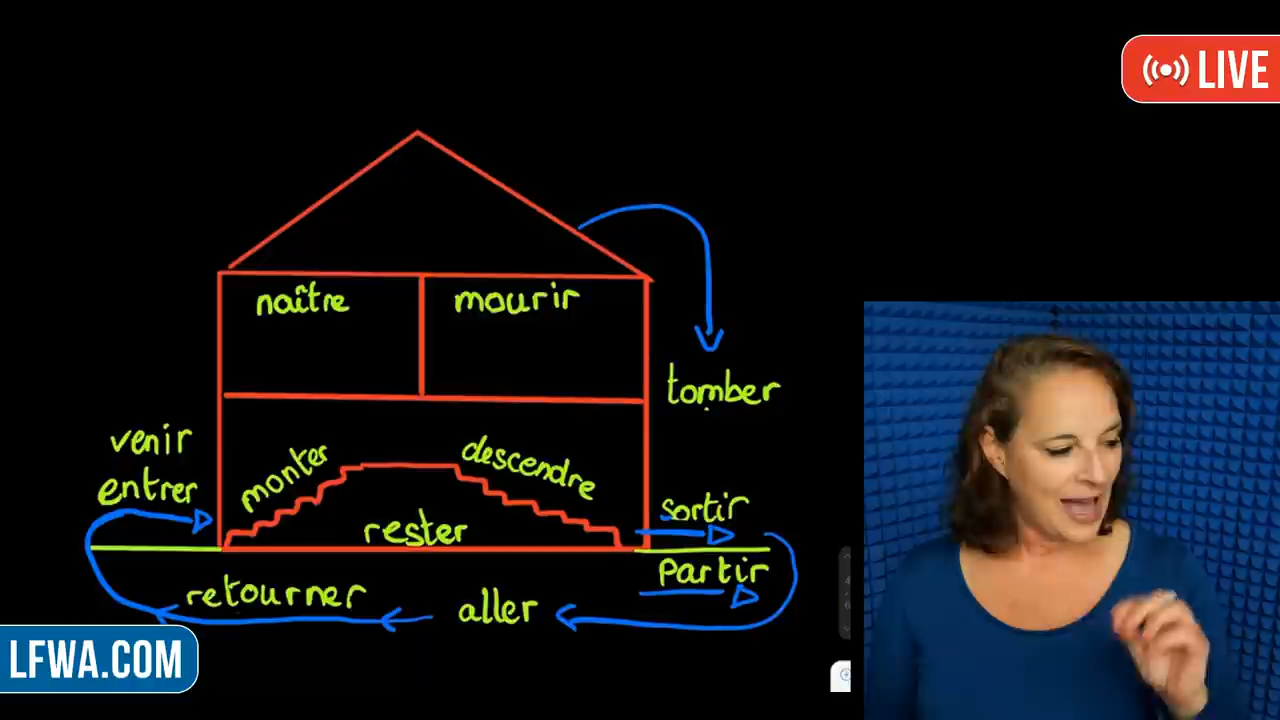 LIVE
naître
mourir
tomber
venir
entrer
monter
descendre
rester
sortir
Partir
retourner
aller
LFWA.COM